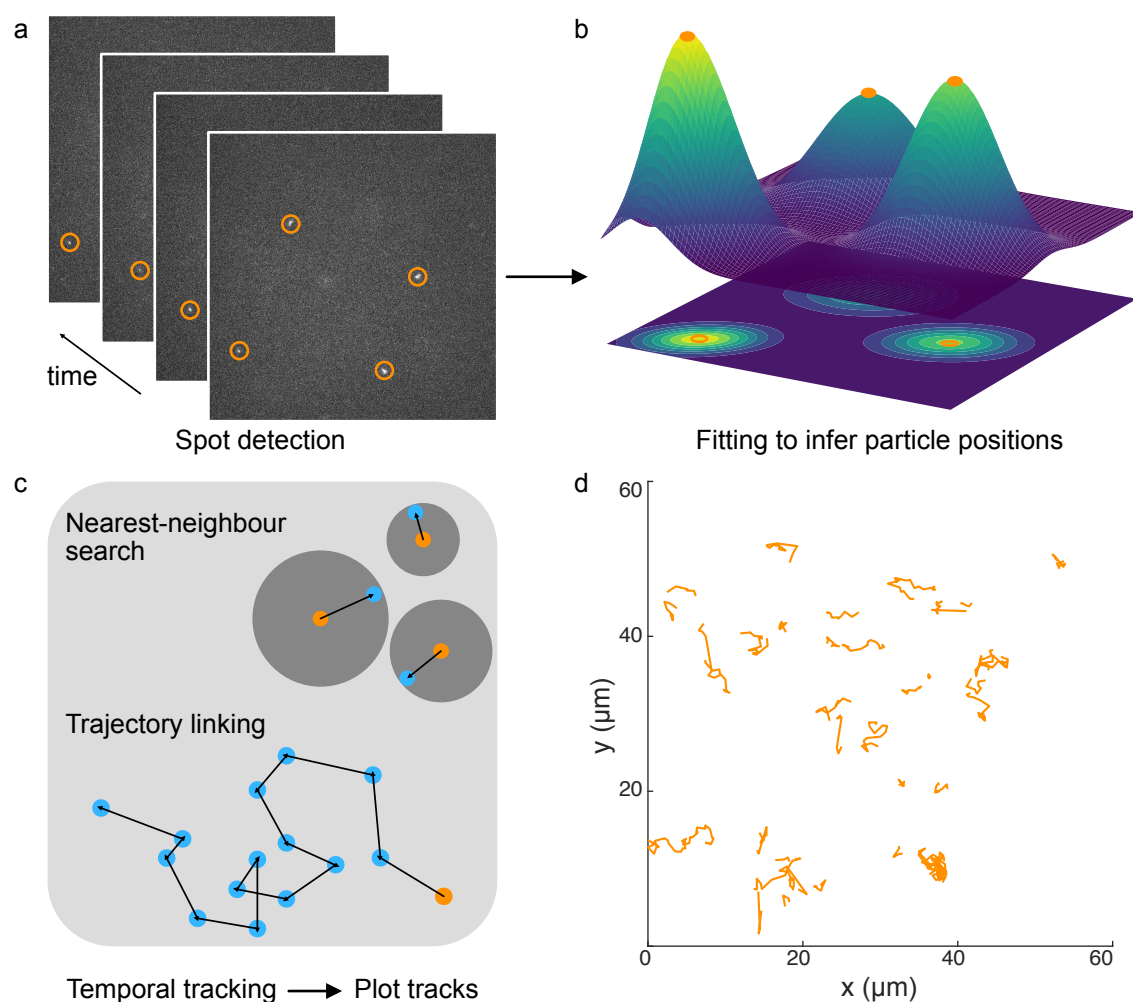 a
time
Spot detection
b
Fitting to infer particle positions
c
Nearest-neighbour
search
Trajectory linking
Temporal tracking
Plot tracks
d
60
40
20
y (μm)
0
20
40
60
x (μm)